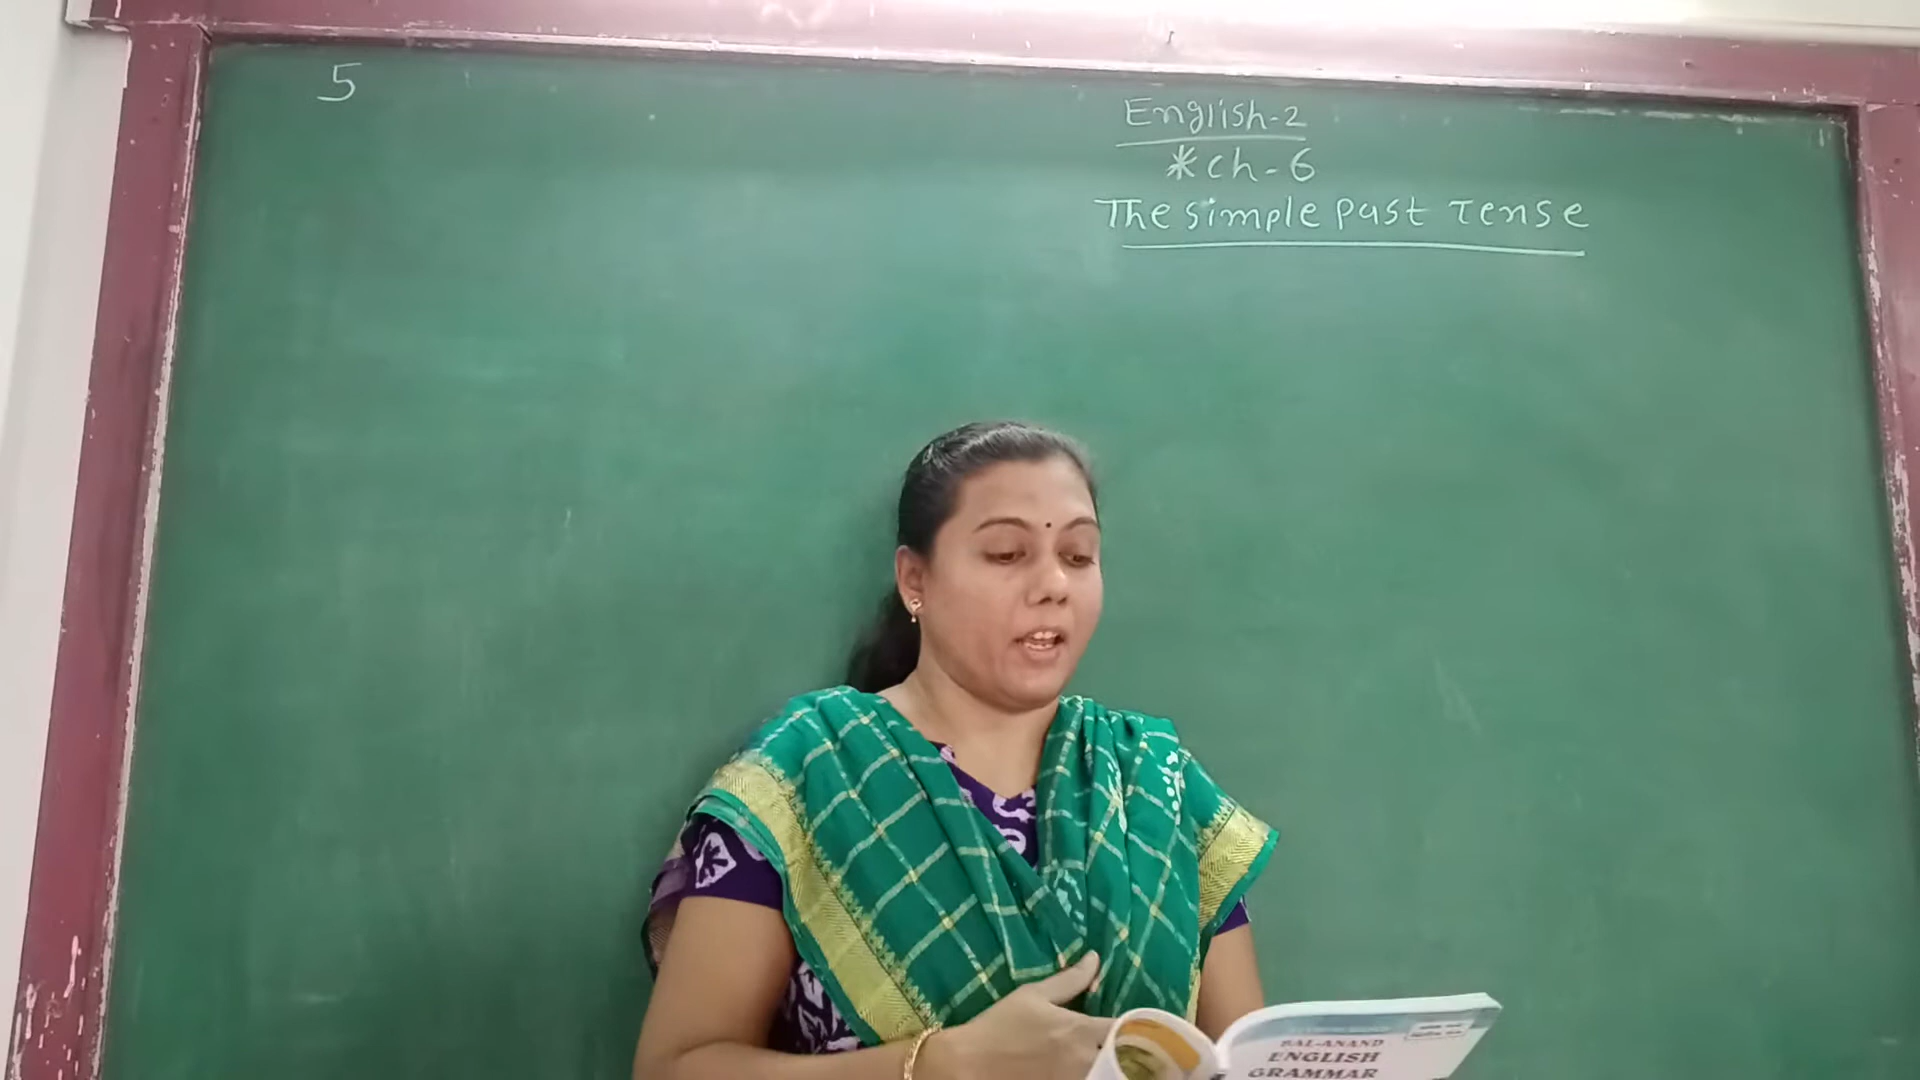 5
English-2
*ch-6
The simple past Tense
BAL-ANAND
ENGLISH
GRAMMAR